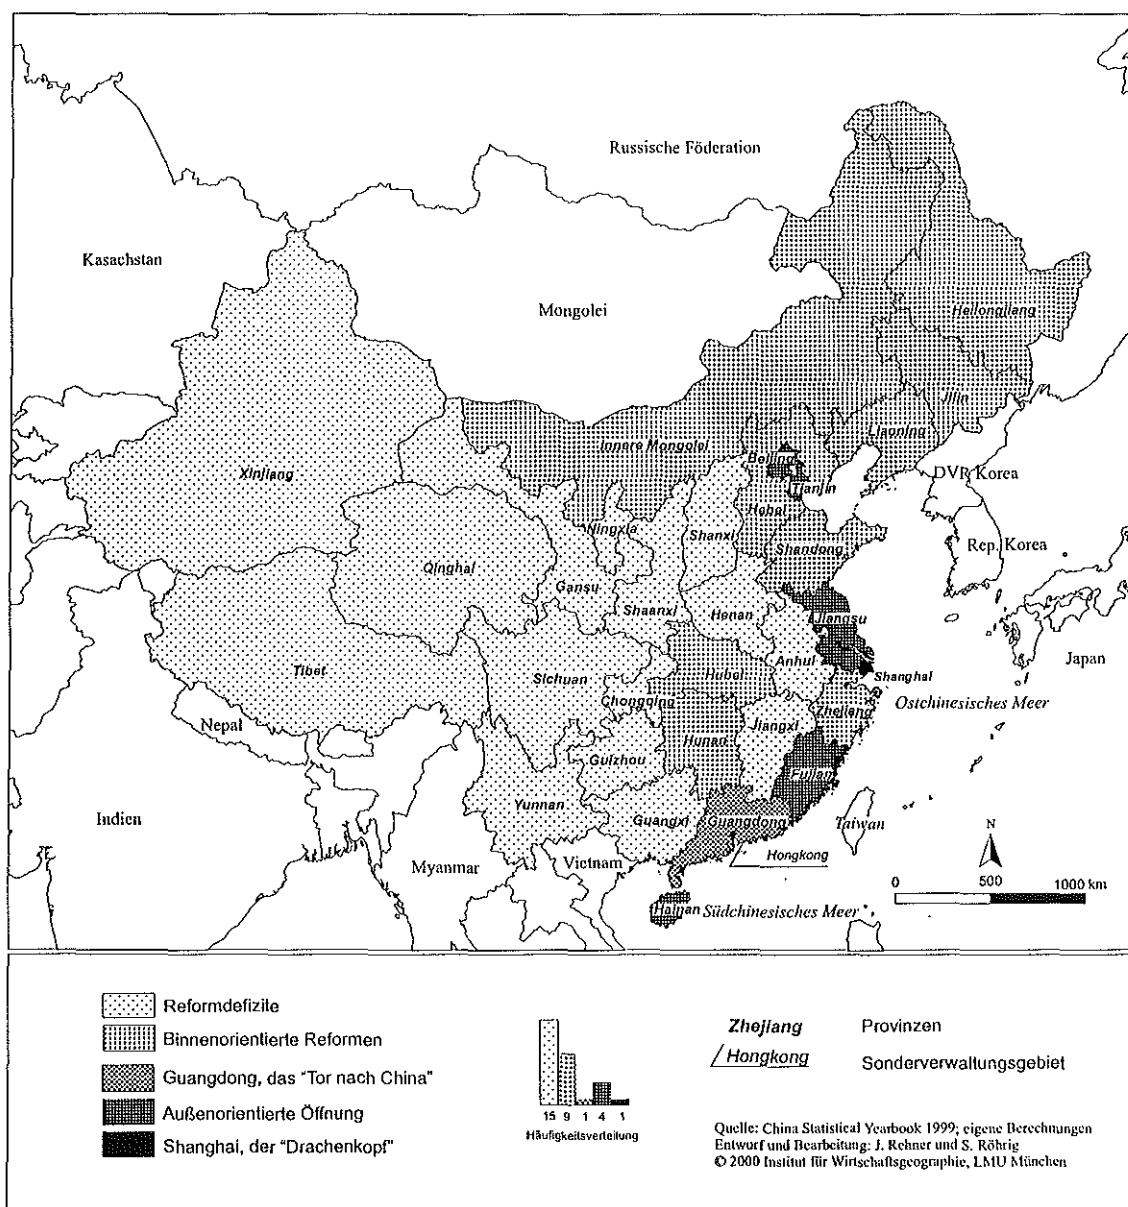 Russische Föderation
Kasachstan
Mongolei
Heilongjiang
Jilin
Liaoning
Innere Mongolei
Beijing
Xinjiang
DVR Korea
Tianjin
Hebei
Ningxia
Shanxi
Shandong
Rep. Korea
Qinghai
Gansu
Shaanxi
Henan
Jiangsu
Japan
Tibet
Sichuan
Hubei
Anhui
Shanghai
Chongqing
Ostchinesisches Meer
Zhejiang
Nepal
Jiangxi
Hunan
Guizhou
Fujian
Yunnan
Indien
Guangxi
Guangdong
Taiwan
N
Myanmar
Vietnam
Hongkong
0 500 1000 km
Hainan
Südchinesisches Meer
Reformdefizite
Binnenorientierte Reformen
Guangdong, das "Tor nach China"
Außenorientierte Öffnung
Shanghai, der "Drachenkopf"
15 9 1 4 1
Häufigkeitsverteilung
Zhejiang Provinzen
Hongkong Sonderverwaltungsgebiet
Quelle: China Statistical Yearbook 1999; eigene Berechnungen
Entwurf und Bearbeitung: J. Rehner und S. Röhrig
© 2000 Institut für Wirtschaftsgeographie, LMU München